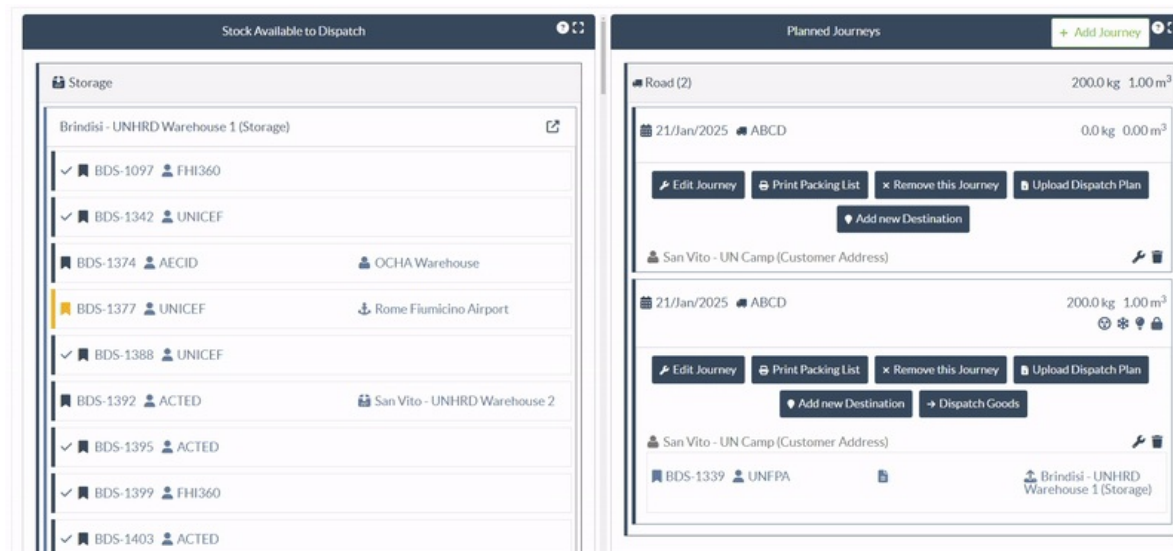 Stock Available to Dispatch
Storage
Brindisi - UNHRD Warehouse 1 (Storage)
BDS-1097 FHI360
BDS-1342 UNICEF
BDS-1374 AECID OCHA Warehouse
BDS-1377 UNICEF Rome Fiumicino Airport
BDS-1388 UNICEF
BDS-1392 ACTED San Vito - UNHRD Warehouse 2
BDS-1395 ACTED
BDS-1399 FHI360
BDS-1403 ACTED
Planned Journeys
+ Add Journey
Road (2) 200.0 kg 1.00 m³
21/Jan/2025 ABCD 0.0 kg 0.00 m³
Edit Journey Print Packing List × Remove this Journey Upload Dispatch Plan
Add new Destination
San Vito - UN Camp (Customer Address)
21/Jan/2025 ABCD 200.0 kg 1.00 m³
Edit Journey Print Packing List × Remove this Journey Upload Dispatch Plan
Add new Destination → Dispatch Goods
San Vito - UN Camp (Customer Address)
BDS-1339 UNFPA Brindisi - UNHRD
Warehouse 1 (Storage)